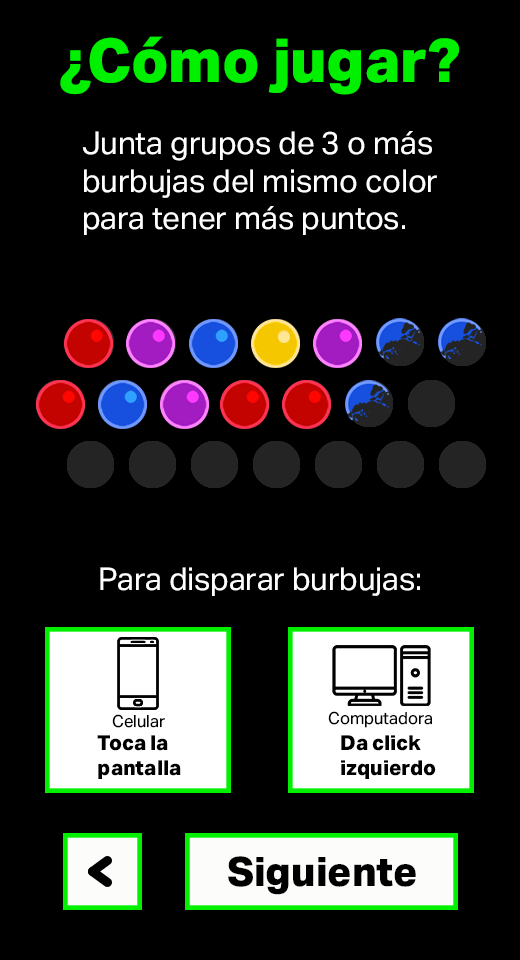 ¿Cómo jugar?
Junta grupos de 3 o más
burbujas del mismo color
para tener más puntos.
Para disparar burbujas:
Celular
Toca la
pantalla
Computadora
Da click
izquierdo
<
Siguiente